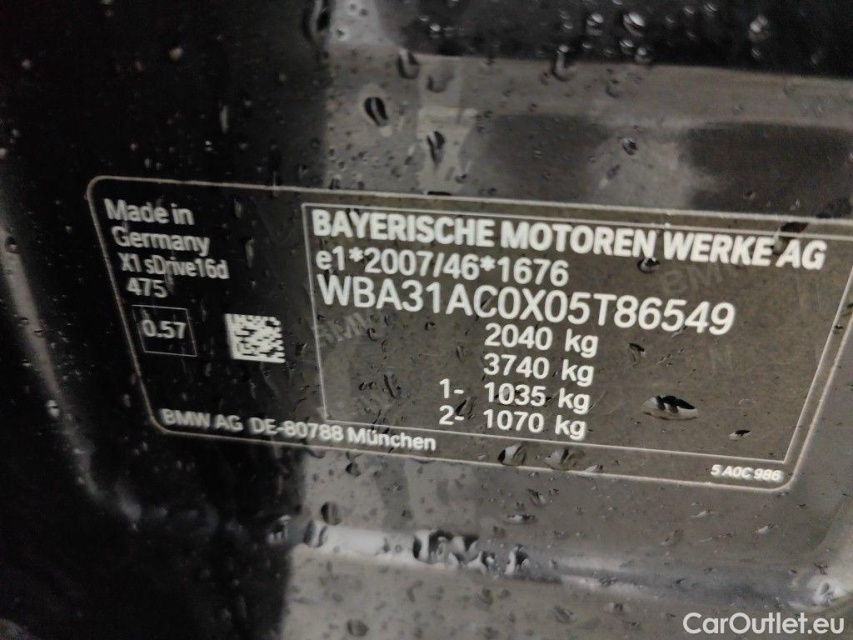 Made in
Germany
X1 sDrive16d
475
0.57
BMW AG DE-80788 München
BAYERISCHE MOTOREN WERKE AG
e1*2007/46*1676
WBA31AC0X05T86549
2040 kg
3740 kg
1- 1035 kg
2- 1070 kg
5 A0C 986
CarOutlet.eu